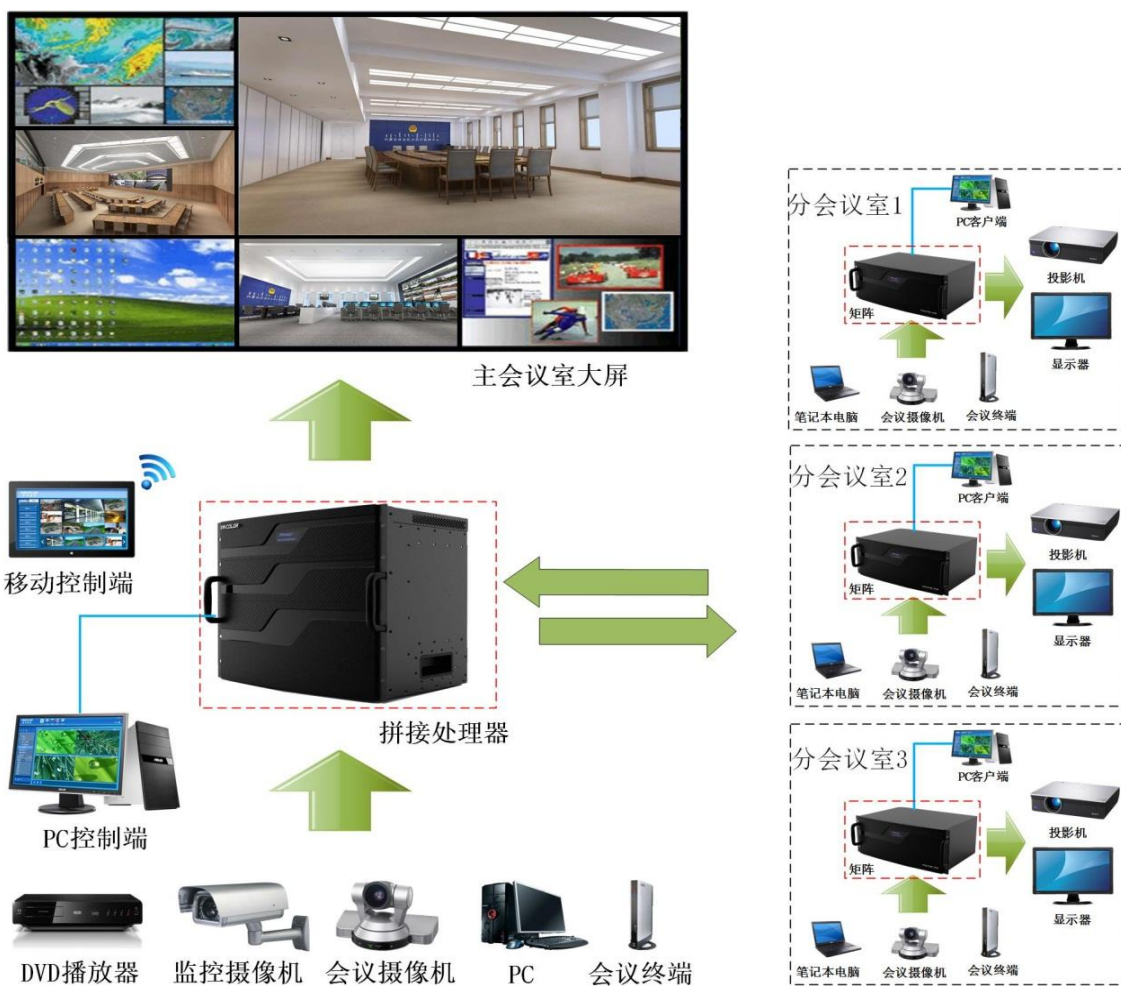 主会议室大屏
移动控制端
拼接处理器
PC控制端
DVD播放器
监控摄像机
会议摄像机
PC
会议终端
分会议室1
PC客户端
投影机
矩阵
显示器
笔记本电脑
会议摄像机
会议终端
分会议室2
PC客户端
投影机
矩阵
显示器
笔记本电脑
会议摄像机
会议终端
分会议室3
PC客户端
投影机
矩阵
显示器
笔记本电脑
会议摄像机
会议终端